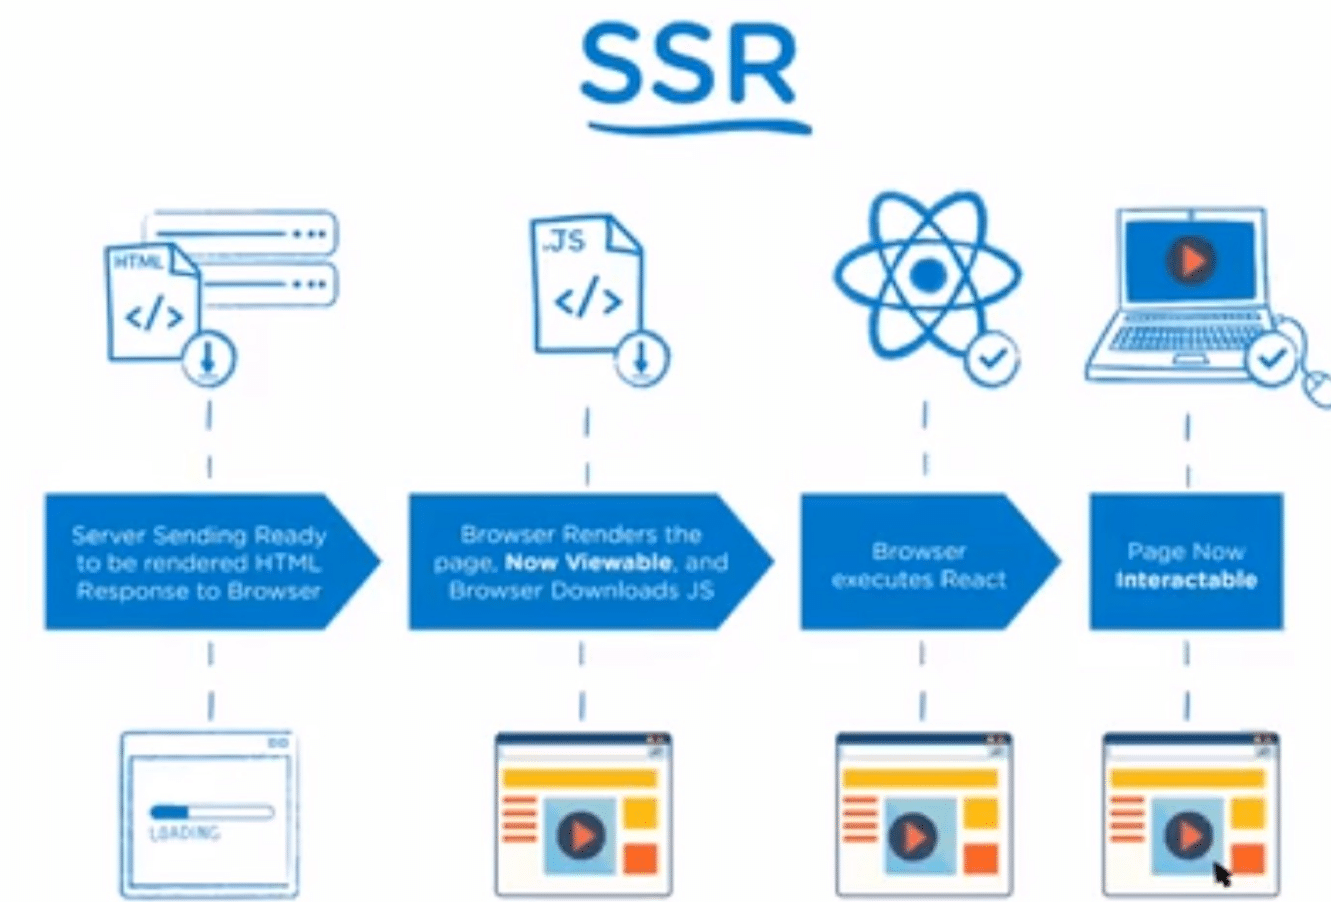 SSR
HTML
</>
.JS
</>
Server Sending Ready
to be rendered HTML
Response to Browser
Browser Renders the
page, Now Viewable, and
Browser Downloads JS
Browser
executes React
Page Now
Interactable
LOADING